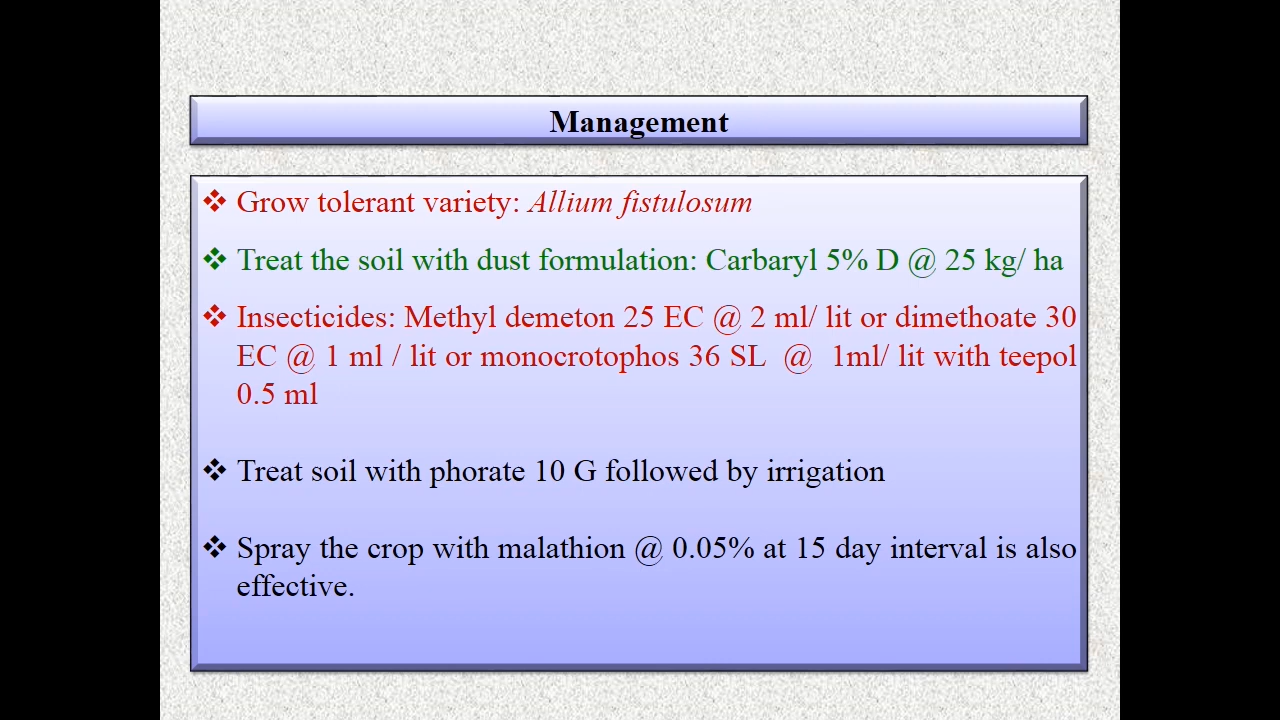 Management
❖ Grow tolerant variety: Allium fistulosum
❖ Treat the soil with dust formulation: Carbaryl 5% D @ 25 kg/ ha
❖ Insecticides: Methyl demeton 25 EC @ 2 ml/ lit or dimethoate 30
EC @ 1 ml / lit or monocrotophos 36 SL @ 1ml/ lit with teepol
0.5 ml
❖ Treat soil with phorate 10 G followed by irrigation
❖ Spray the crop with malathion @ 0.05% at 15 day interval is also
effective.